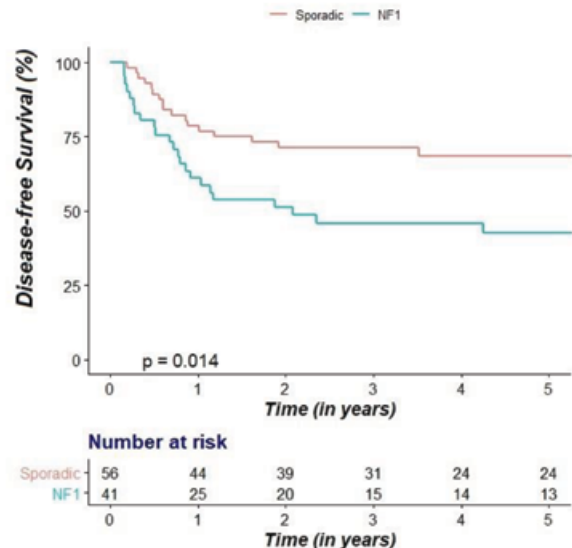 Sporadic NF1
Disease-free Survival (%)
100
75
50
25
0
p = 0.014
0 1 2 3 4 5
Time (in years)
Number at risk
Sporadic 56 44 39 31 24 24
NF1 41 25 20 15 14 13
0 1 2 3 4 5
Time (in years)